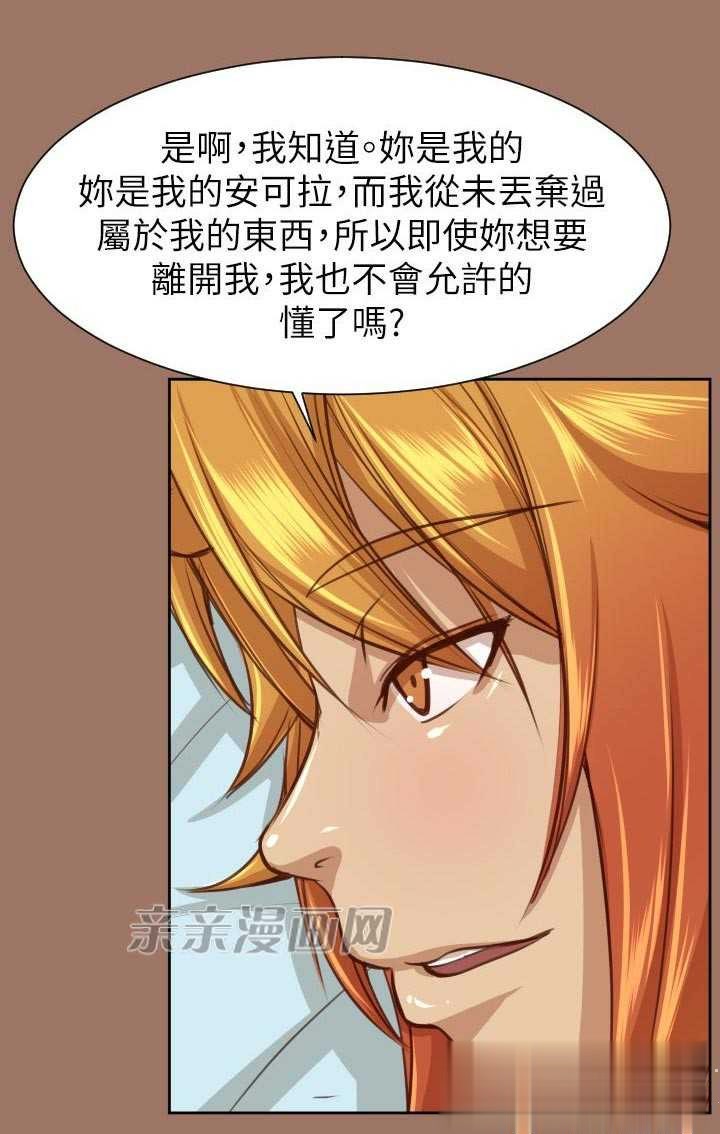 是啊，我知道。妳是我的
妳是我的安可拉，而我從未丟棄過
屬於我的東西，所以即使妳想要
離開我，我也不會允許的
懂了嗎？
亲亲漫画网